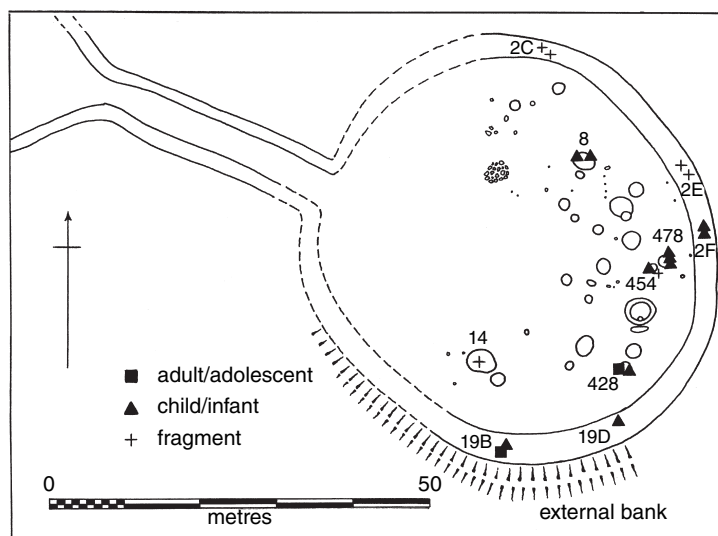 2C
8
2E
478
2F
454
14
428
19B
19D
adult/adolescent
child/infant
fragment
0
50
metres
external bank